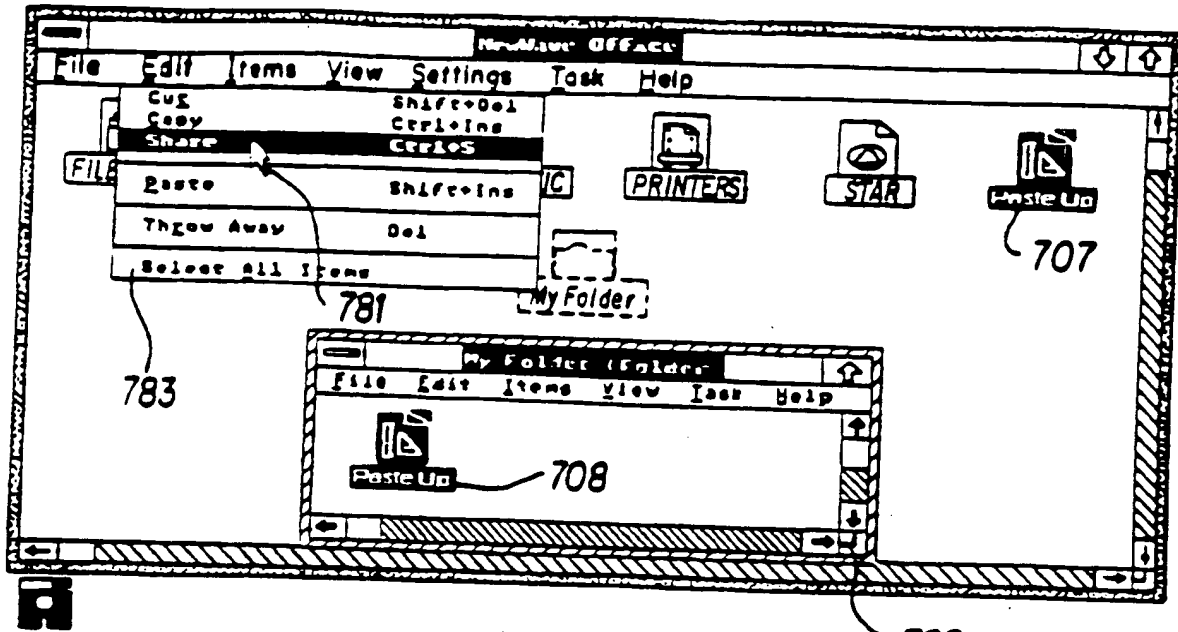 NewWave Office
File Edit Items View Settings Task Help
Cut Shift+Del
Copy Ctrl+Ins
Share Ctrl+S
Paste Shift+Ins
Throw Away Del
Select All Items
FILE
IC
PRINTERS
STAR
Paste Up
707
My Folder
781
783
My Folder (Folder
File Edit Items View Task Help
Paste Up
708